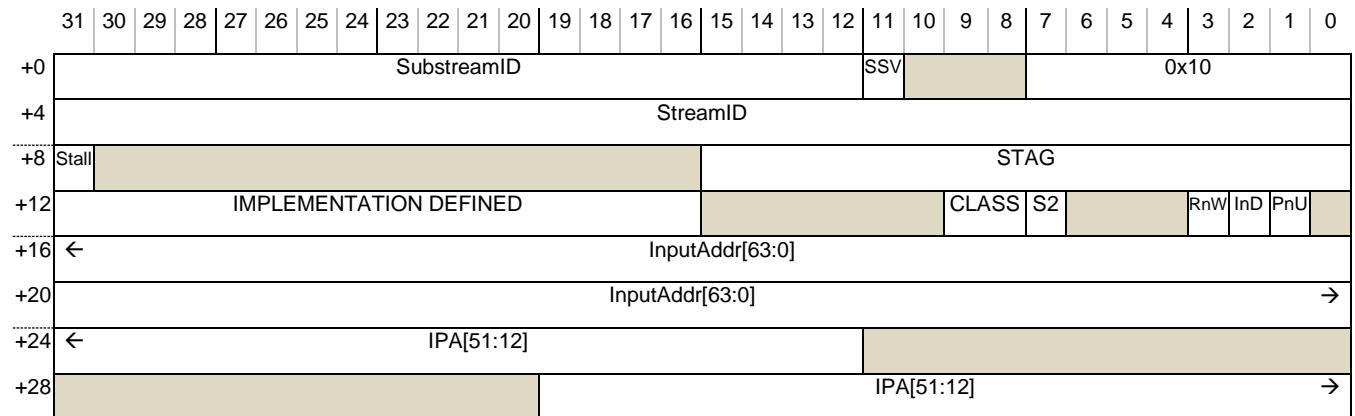 31 30 29 28 27 26 25 24 23 22 21 20 19 18 17 16 15 14 13 12 11 10 9 8 7 6 5 4 3 2 1 0
+0 SubstreamID SSV 0x10
+4 StreamID
+8 Stall STAG
+12 IMPLEMENTATION DEFINED CLASS S2 RnW InD PnU
+16 ← InputAddr[63:0]
+20 InputAddr[63:0] →
+24 ← IPA[51:12]
+28 IPA[51:12] →